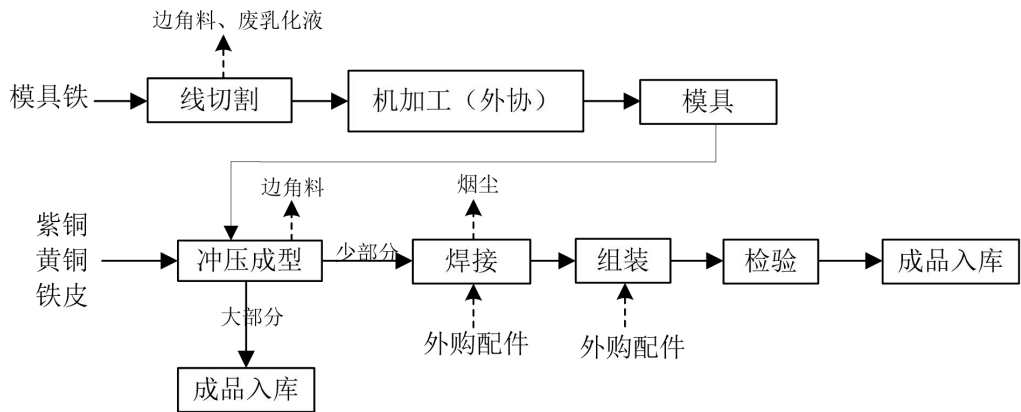 边角料、废乳化液
模具铁
线切割
机加工（外协）
模具
边角料
烟尘
紫铜
黄铜
铁皮
冲压成型
少部分
焊接
组装
检验
成品入库
大部分
外购配件
外购配件
成品入库